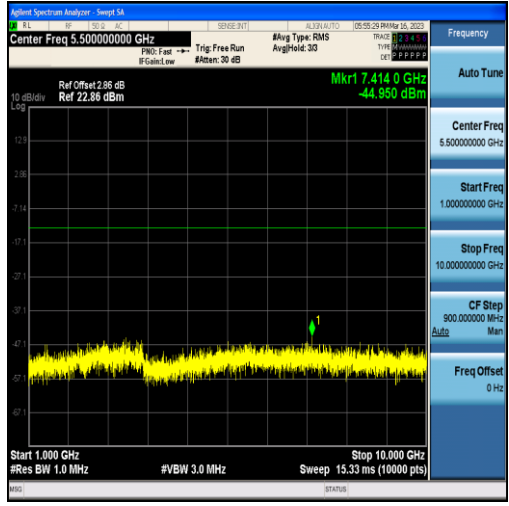 Agilent Spectrum Analyzer - Swept SA
RL RF 50 Ω AC SENSE:INT ALIGN AUTO 05:55:29 PM Mar 16, 2023
Center Freq 5.500000000 GHz #Avg Type: RMS TRACE 1 2 3 4 5 6 Frequency
PNO: Fast Trig: Free Run Avg|Hold: 3/3 TYPE M
IFGain:Low #Atten: 30 dB DET P P P P P P
Auto Tune
Mkr1 7.414 0 GHz
-44.950 dBm
Ref Offset 2.86 dB
10 dB/div Ref 22.86 dBm
Log
Center Freq
5.500000000 GHz
12.9
2.86
Start Freq
1.000000000 GHz
-7.14
-17.1
Stop Freq
10.000000000 GHz
-27.1
-37.1
1
CF Step
900.000000 MHz
Auto Man
-47.1
-57.1
Freq Offset
0 Hz
-67.1
Start 1.000 GHz Stop 10.000 GHz
#Res BW 1.0 MHz #VBW 3.0 MHz Sweep 15.33 ms (10000 pts)
MSG STATUS